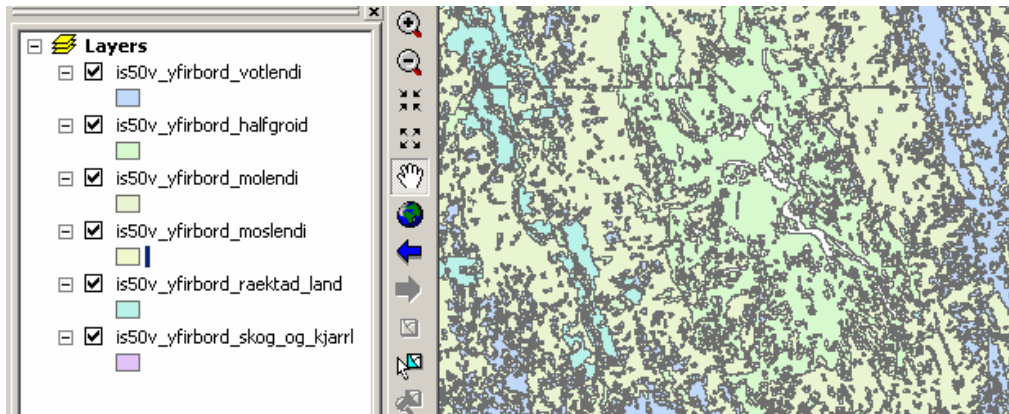 Layers
is50v_yfirbord_votlendi
is50v_yfirbord_halfgroid
is50v_yfirbord_molendi
is50v_yfirbord_moslendi
is50v_yfirbord_raektad_land
is50v_yfirbord_skog_og_kjarrl